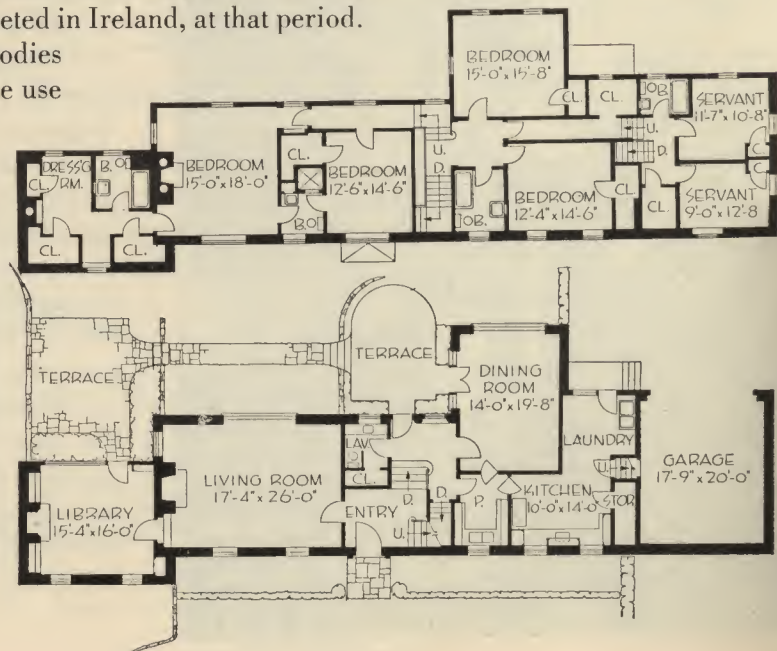 eted in Ireland, at that period.
odies
e use
BEDROOM
15'-0" x 15'-8"
CL.
CL.
B.
SERVANT
11'-7" x 10'-8"
C.
DRESS'G
RM.
B.
CL.
BEDROOM
15'-0" x 18'-0"
CL.
BEDROOM
12'-6" x 14'-6"
U.
D.
U.
D.
BEDROOM
12'-4" x 14'-6"
CL.
CL.
SERVANT
9'-0" x 12'-8
C
CL.
CL.
B.
B.
TERRACE
TERRACE
DINING
ROOM
14'-0" x 19'-8"
LIVING ROOM
17'-4" x 26'-0"
LAV.
CL.
LAUNDRY
GARAGE
17'-9" x 20'-0"
LIBRARY
15'-4" x 16'-0"
ENTRY
D.
U.
D.
P.
KITCHEN
10'-0" x 14'-0"
U.
STOR.